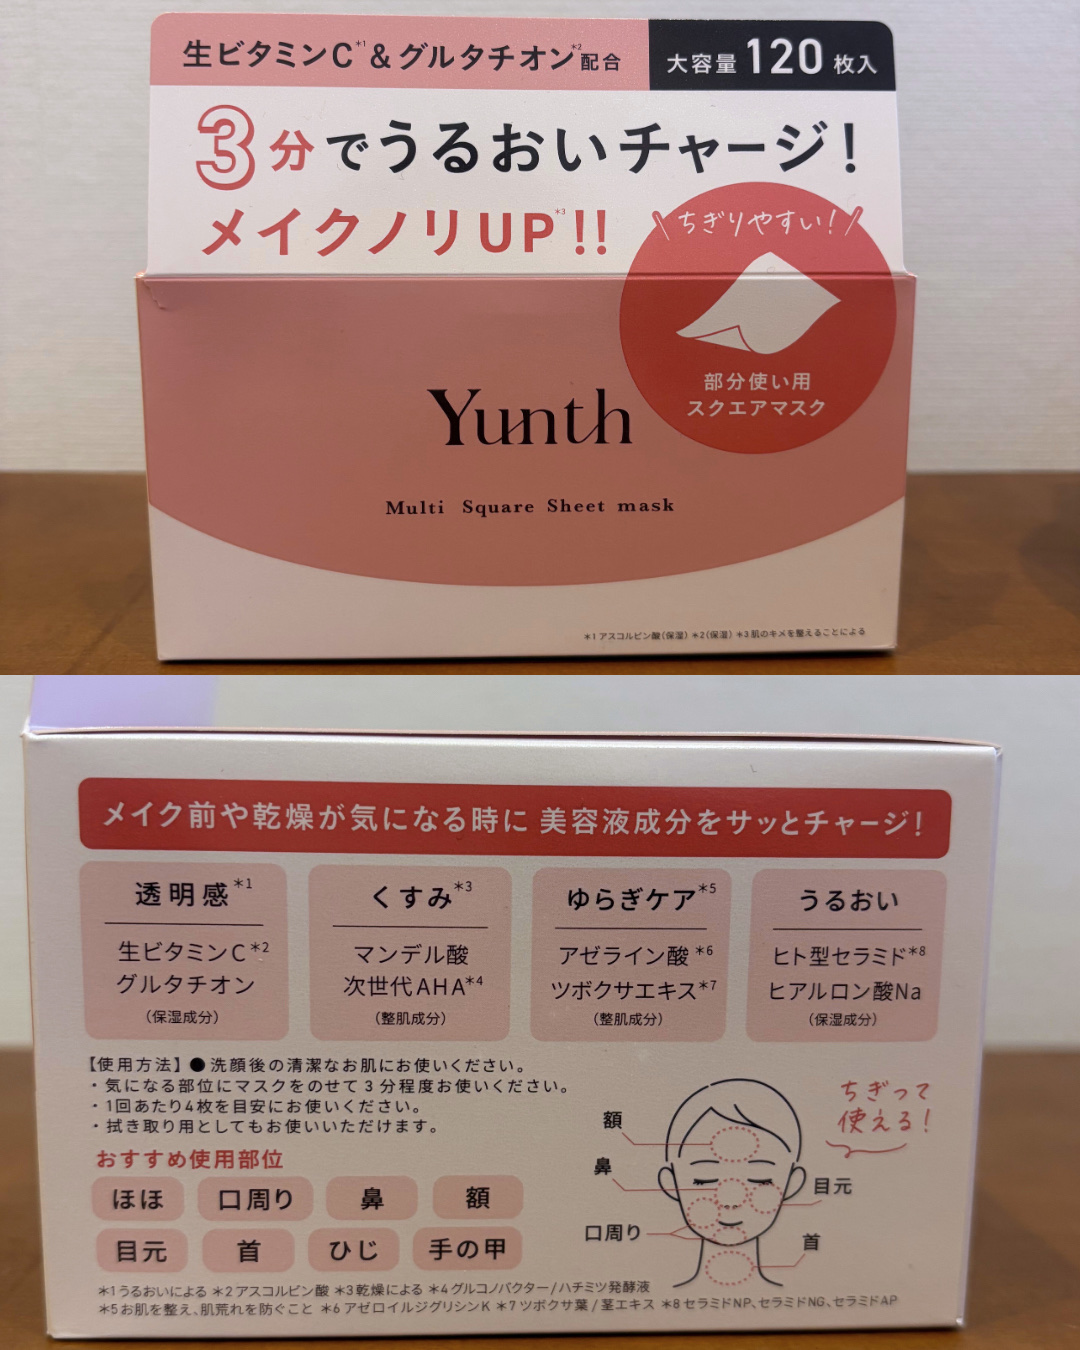 生ビタミンC*1&グルタチオン*2配合
大容量120枚入
3分でうるおいチャージ!
メイクノリUP*3!!
ちぎりやすい!
部分使い用
スクエアマスク
Yunth
Multi Square Sheet mask
*1アスコルビン酸(保湿) *2(保湿) *3肌のキメを整えることによる
メイク前や乾燥が気になる時に 美容液成分をサッとチャージ!
透明感*1
生ビタミンC*2
グルタチオン
(保湿成分)
くすみ*3
マンデル酸
次世代AHA*4
(整肌成分)
ゆらぎケア*5
アゼライン酸*6
ツボクサエキス*7
(整肌成分)
うるおい
ヒト型セラミド*8
ヒアルロン酸Na
(保湿成分)
【使用方法】●洗顔後の清潔なお肌にお使いください。
・気になる部位にマスクをのせて3分程度お使いください。
・1回あたり4枚を目安にお使いください。
・拭き取り用としてもお使いいただけます。
おすすめ使用部位
ほほ 口周り 鼻 額
目元 首 ひじ 手の甲
ちぎって
使える!
額
鼻
目元
口周り
首
*1うるおいによる *2アスコルビン酸 *3乾燥による *4グルコノバクター/ハチミツ発酵液
*5お肌を整え、肌荒れを防ぐこと *6アゼロイルジグリシンK *7ツボクサ葉/茎エキス *8セラミドNP、セラミドNG、セラミドAP